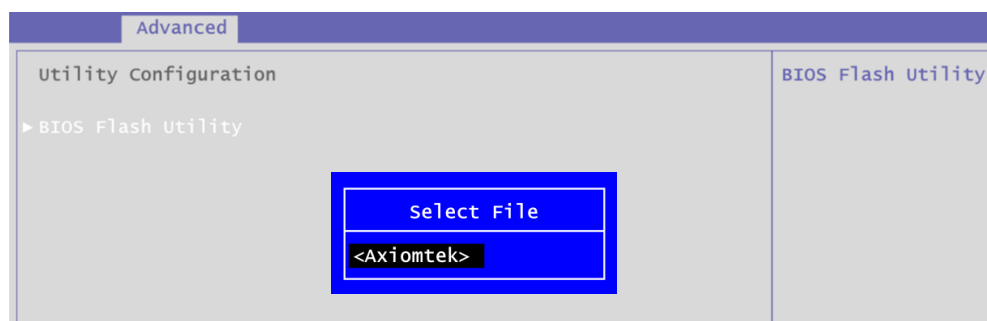 Advanced
Utility Configuration
BIOS Flash Utility
►BIOS Flash Utility
Select File
<Axiomtek>